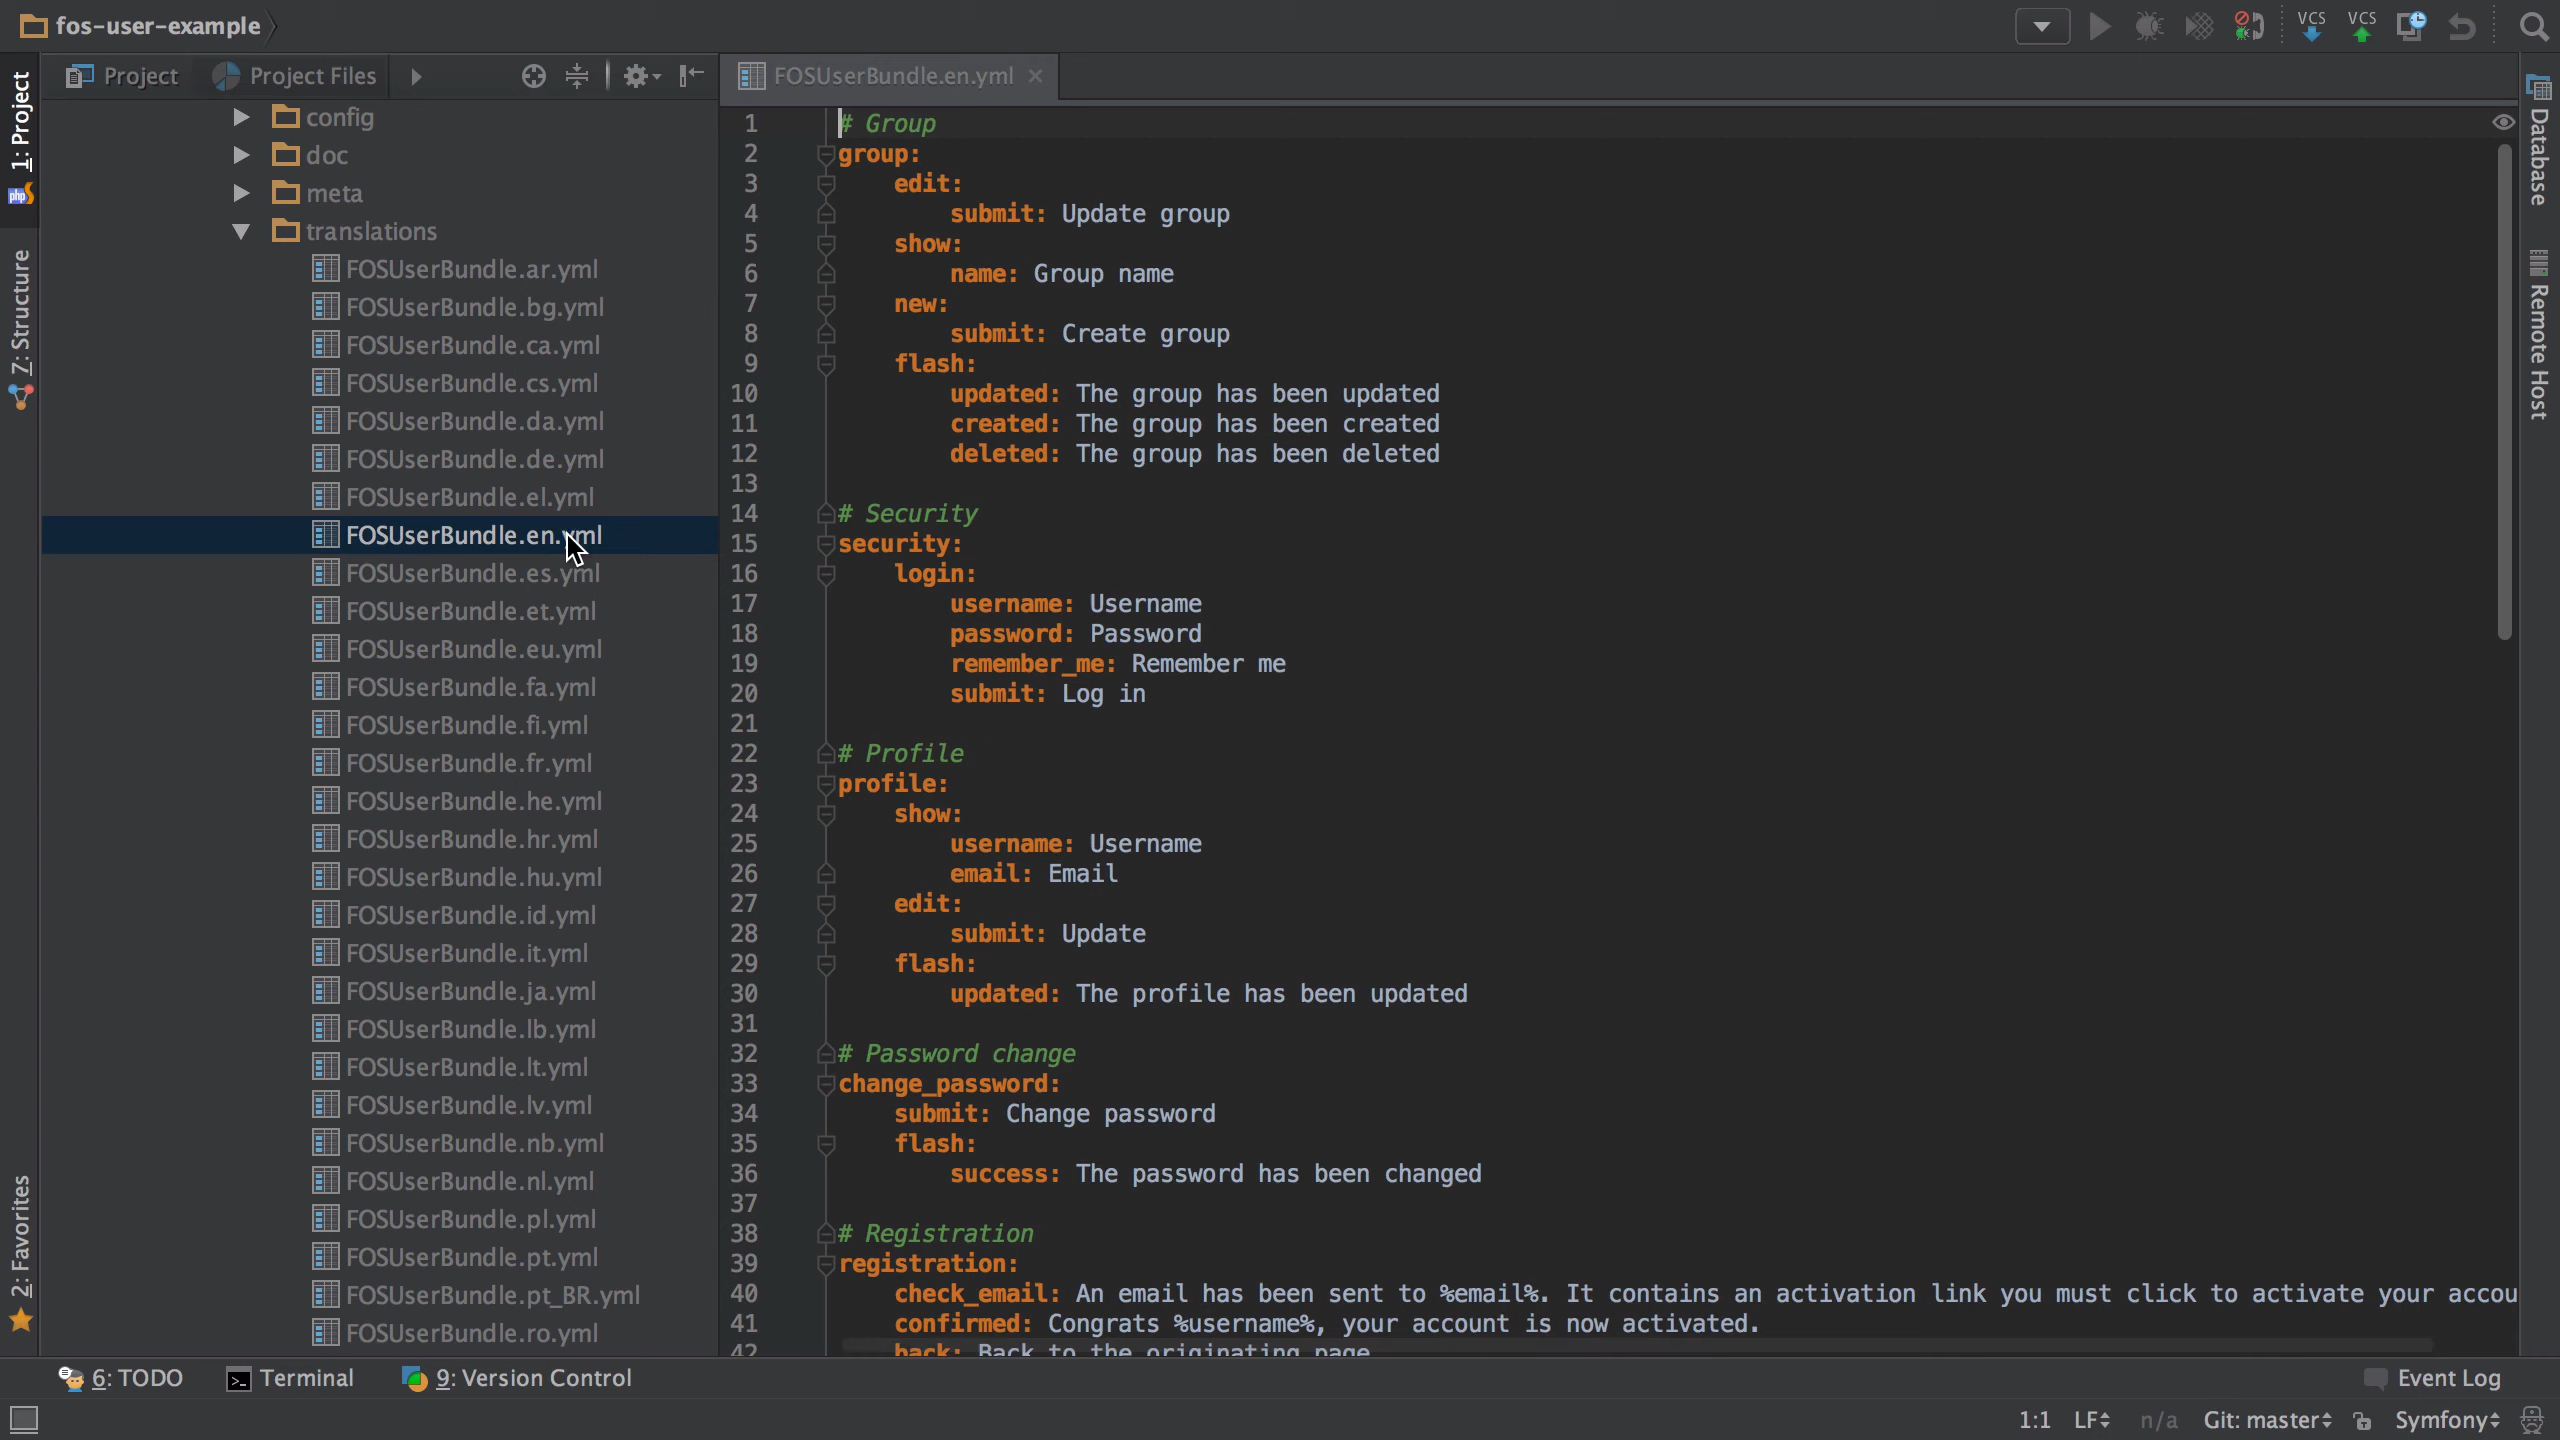 fos-user-example
VCS
VCS
Project
Project Files
FOSUserBundle.en.yml
1: Project
php
7: Structure
2: Favorites
config
doc
meta
translations
FOSUserBundle.ar.yml
FOSUserBundle.bg.yml
FOSUserBundle.ca.yml
FOSUserBundle.cs.yml
FOSUserBundle.da.yml
FOSUserBundle.de.yml
FOSUserBundle.el.yml
FOSUserBundle.en.yml
FOSUserBundle.es.yml
FOSUserBundle.et.yml
FOSUserBundle.eu.yml
FOSUserBundle.fa.yml
FOSUserBundle.fi.yml
FOSUserBundle.fr.yml
FOSUserBundle.he.yml
FOSUserBundle.hr.yml
FOSUserBundle.hu.yml
FOSUserBundle.id.yml
FOSUserBundle.it.yml
FOSUserBundle.ja.yml
FOSUserBundle.lb.yml
FOSUserBundle.lt.yml
FOSUserBundle.lv.yml
FOSUserBundle.nb.yml
FOSUserBundle.nl.yml
FOSUserBundle.pl.yml
FOSUserBundle.pt.yml
FOSUserBundle.pt_BR.yml
FOSUserBundle.ro.yml
1 # Group
2 group:
3 edit:
4 submit: Update group
5 show:
6 name: Group name
7 new:
8 submit: Create group
9 flash:
10 updated: The group has been updated
11 created: The group has been created
12 deleted: The group has been deleted
13
14 # Security
15 security:
16 login:
17 username: Username
18 password: Password
19 remember_me: Remember me
20 submit: Log in
21
22 # Profile
23 profile:
24 show:
25 username: Username
26 email: Email
27 edit:
28 submit: Update
29 flash:
30 updated: The profile has been updated
31
32 # Password change
33 change_password:
34 submit: Change password
35 flash:
36 success: The password has been changed
37
38 # Registration
39 registration:
40 check_email: An email has been sent to %email%. It contains an activation link you must click to activate your accou
41 confirmed: Congrats %username%, your account is now activated.
42 back: Back to the originating page
Database
Remote Host
6: TODO
Terminal
9: Version Control
Event Log
1:1
LF
n/a
Git: master
Symfony